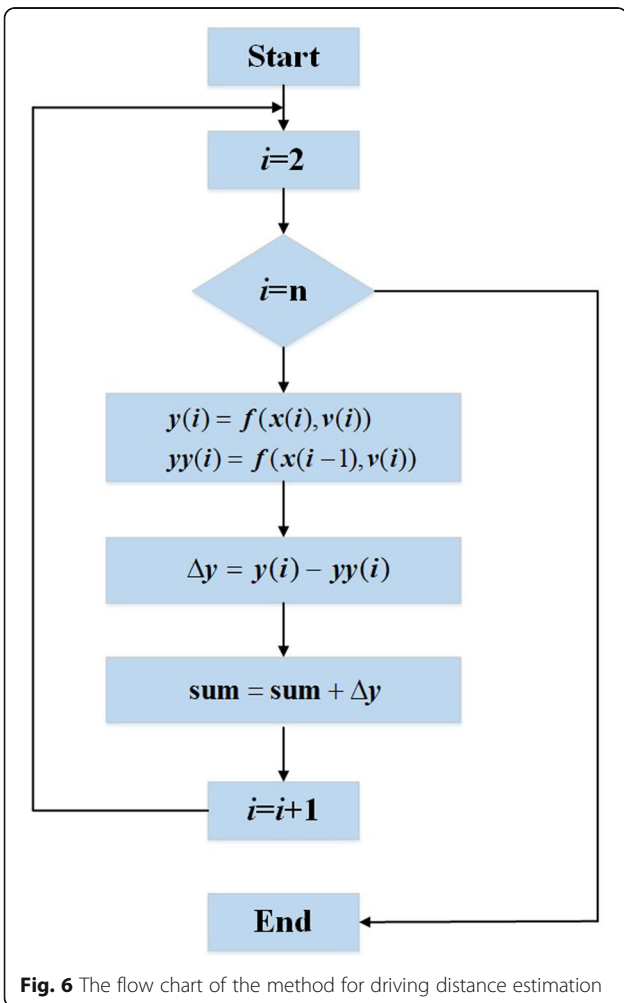 Start
i=2
i=n
y(i) = f(x(i),v(i))
yy(i) = f(x(i−1),v(i))
Δy = y(i) − yy(i)
sum = sum + Δy
i=i+1
End
Fig. 6 The flow chart of the method for driving distance estimation